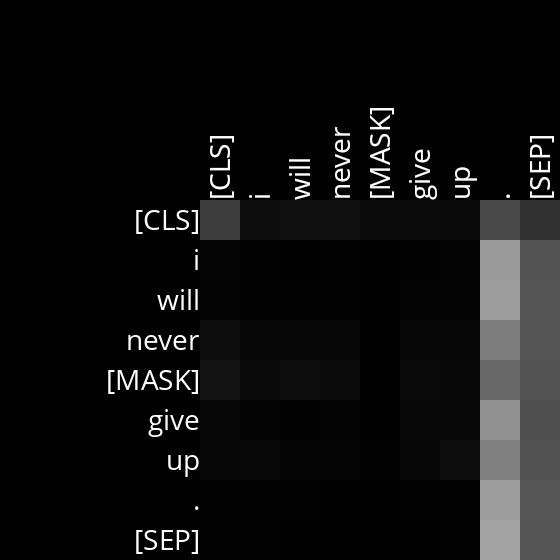 [CLS] i will never [MASK] give up . [SEP]
[CLS]
i
will
never
[MASK]
give
up
.
[SEP]